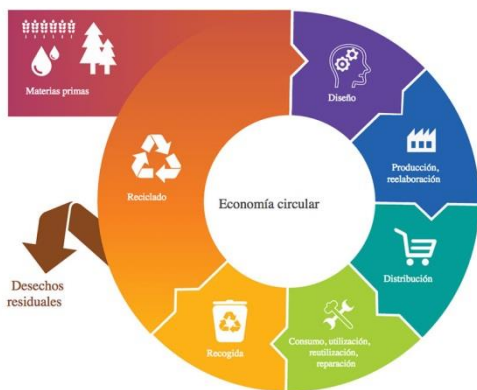 Materias primas
Diseño
Producción,
reelaboración
Reciclado
Economía circular
Distribución
Desechos
residuales
Recogida
Consumo, utilización,
reutilización,
reparación